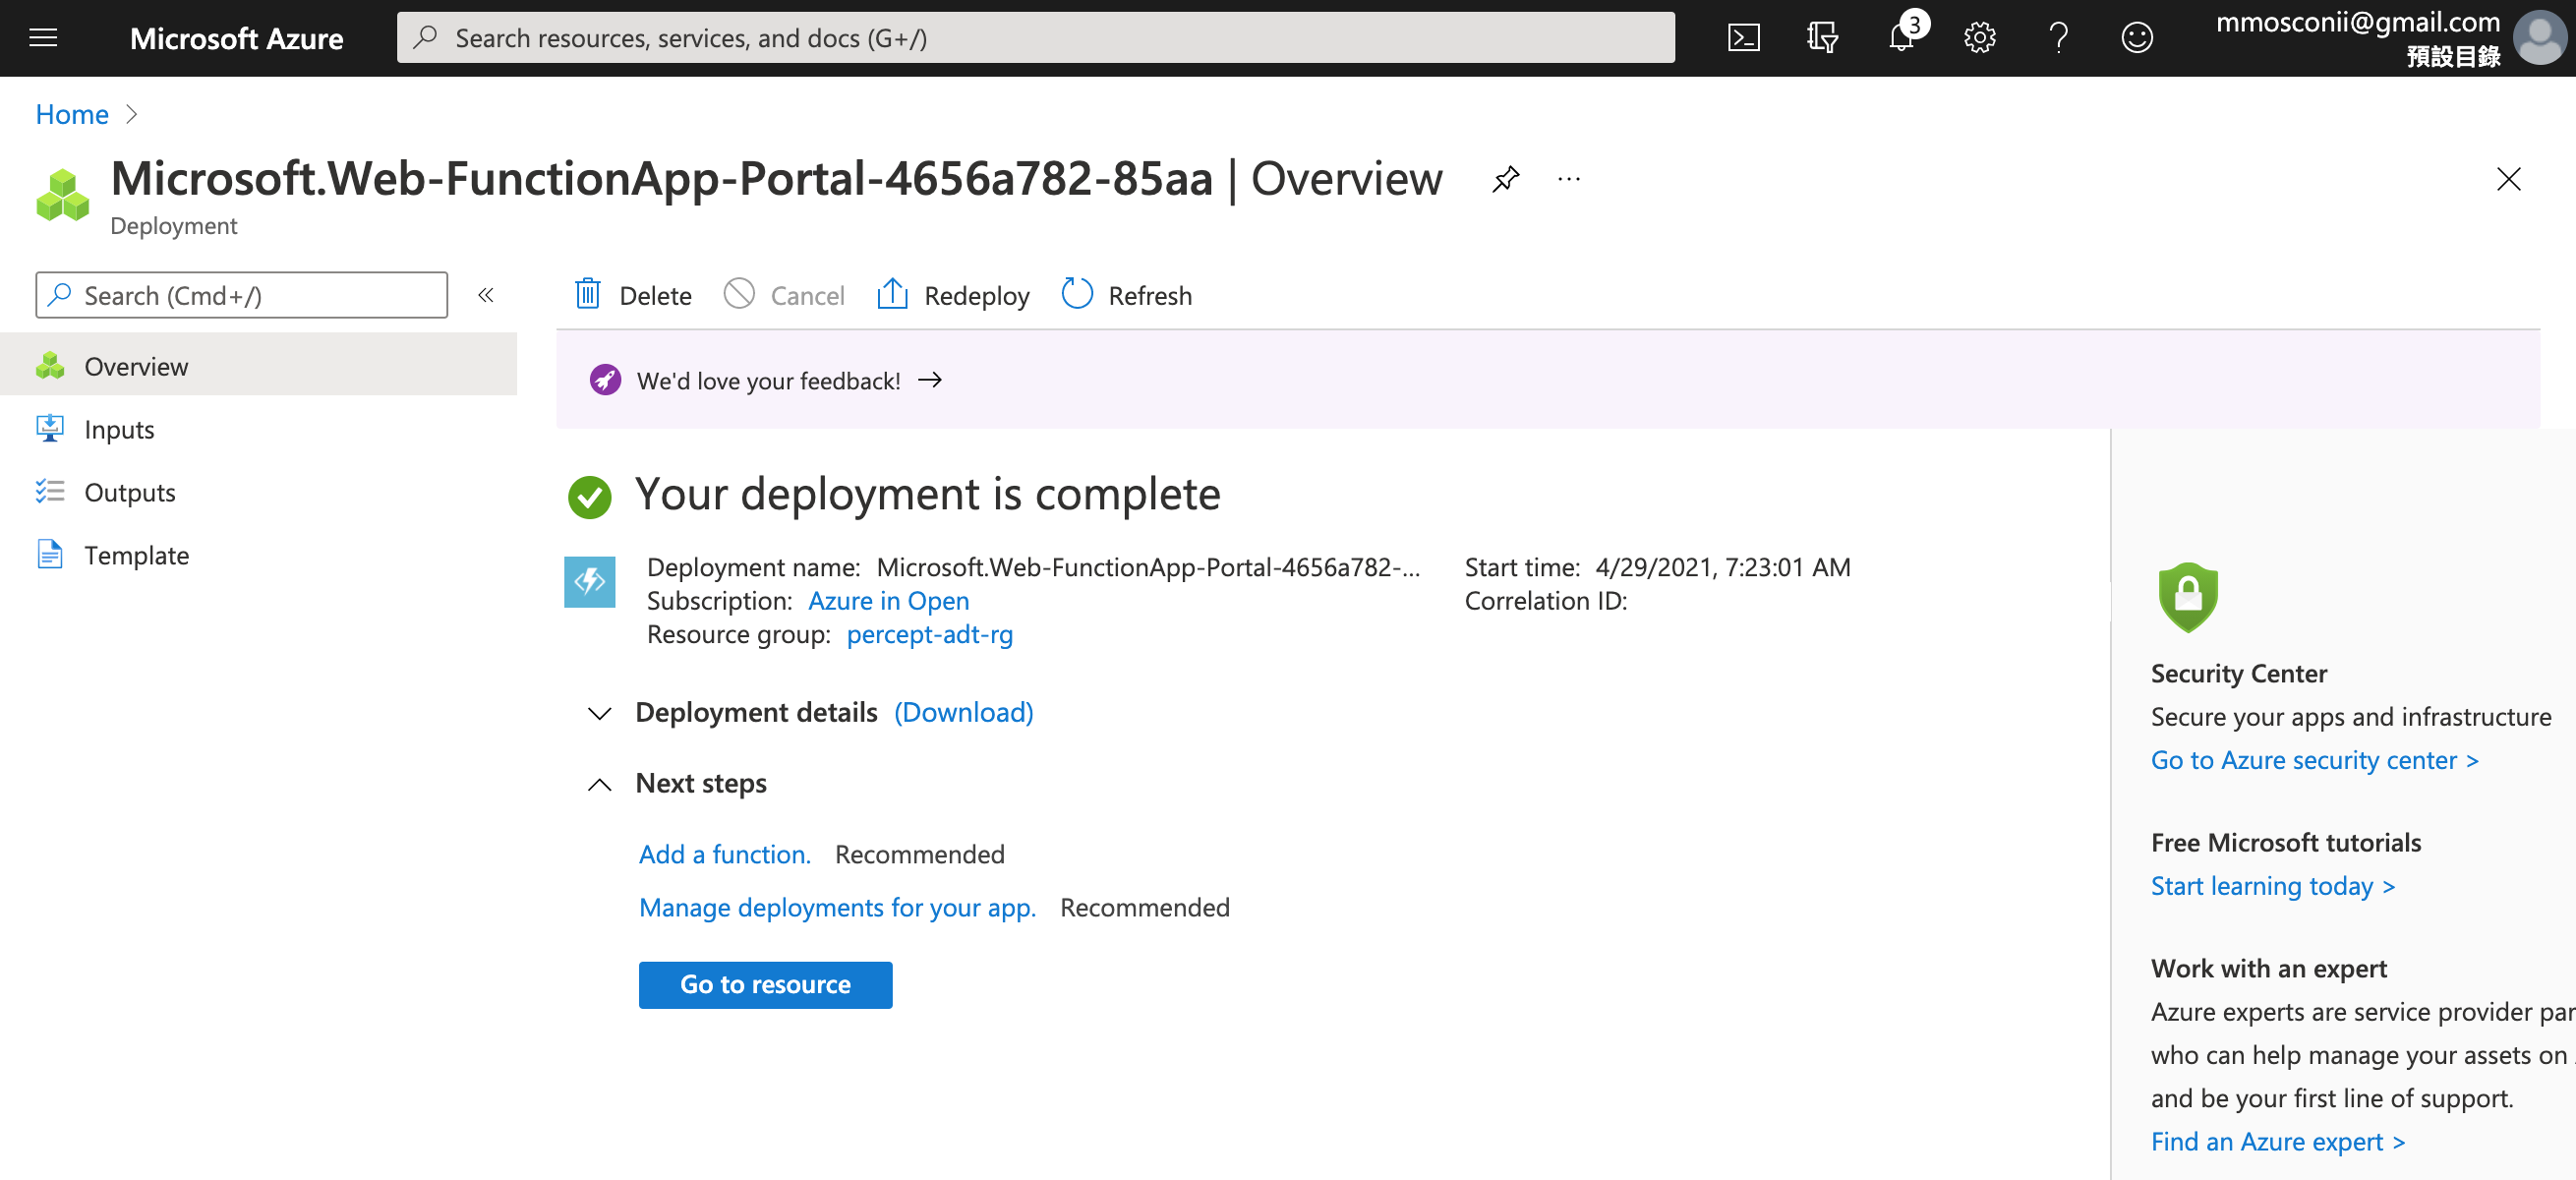 Microsoft Azure
Search resources, services, and docs (G+/)
3
mmosconii@gmail.com
預設目錄
Home
Microsoft.Web-FunctionApp-Portal-4656a782-85aa | Overview
Deployment
Search (Cmd+/)
Overview
Inputs
Outputs
Template
Delete
Cancel
Redeploy
Refresh
We'd love your feedback!
Your deployment is complete
Deployment name: Microsoft.Web-FunctionApp-Portal-4656a782-...
Subscription: Azure in Open
Resource group: percept-adt-rg
Start time: 4/29/2021, 7:23:01 AM
Correlation ID:
Deployment details (Download)
Next steps
Add a function. Recommended
Manage deployments for your app. Recommended
Go to resource
Security Center
Secure your apps and infrastructure
Go to Azure security center >
Free Microsoft tutorials
Start learning today >
Work with an expert
Azure experts are service provider par
who can help manage your assets on
and be your first line of support.
Find an Azure expert >